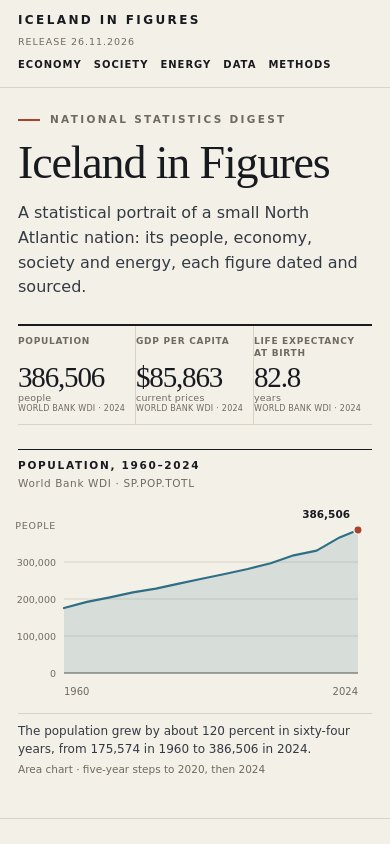 ICELAND IN FIGURES
RELEASE 26.11.2026
ECONOMY SOCIETY ENERGY DATA METHODS
NATIONAL STATISTICS DIGEST
Iceland in Figures
A statistical portrait of a small North
Atlantic nation: its people, economy,
society and energy, each figure dated and
sourced.
POPULATION
386,506
people
WORLD BANK WDI · 2024
GDP PER CAPITA
$85,863
current prices
WORLD BANK WDI · 2024
LIFE EXPECTANCY
AT BIRTH
82.8
years
WORLD BANK WDI · 2024
POPULATION, 1960–2024
World Bank WDI · SP.POP.TOTL
386,506
PEOPLE
300,000
200,000
100,000
0
1960 2024
The population grew by about 120 percent in sixty-four
years, from 175,574 in 1960 to 386,506 in 2024.
Area chart · five-year steps to 2020, then 2024